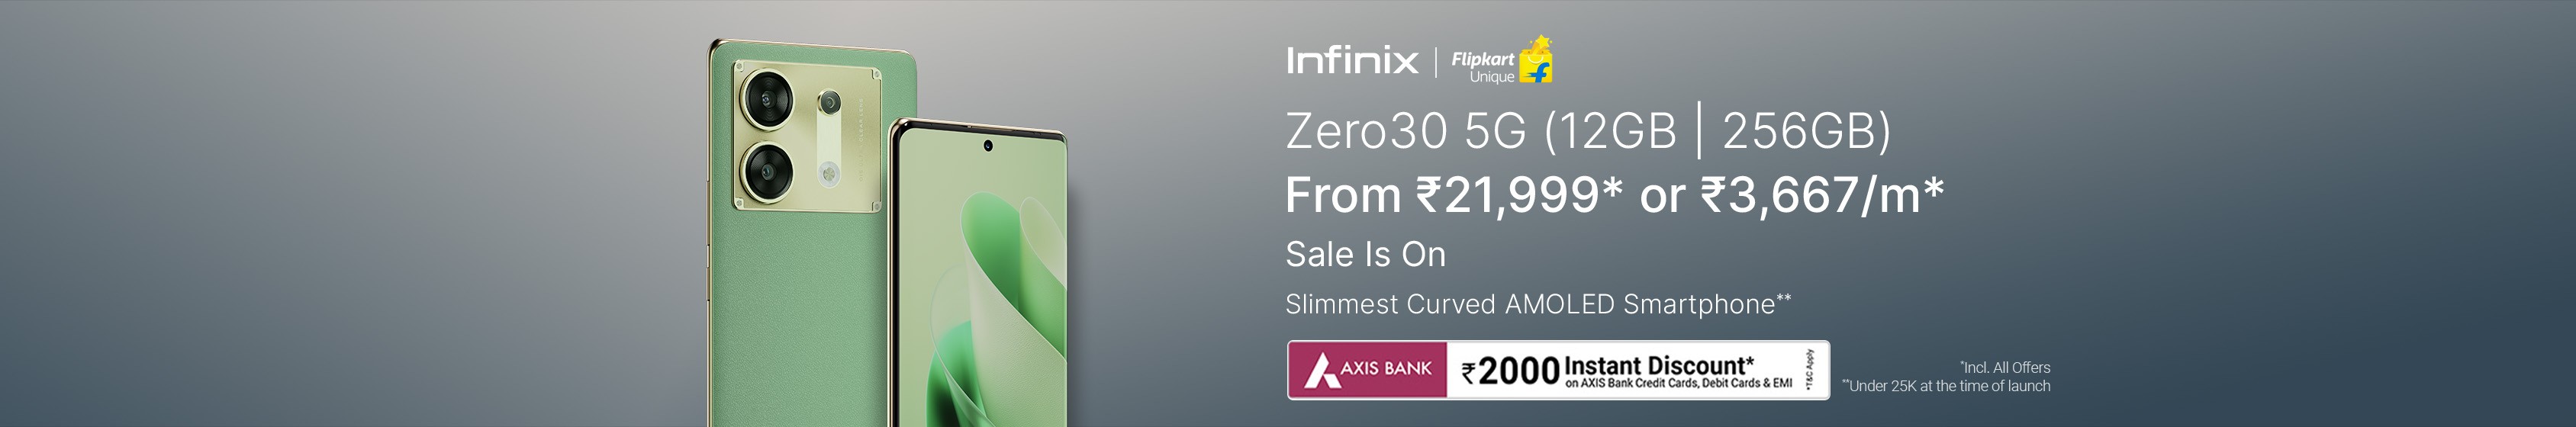 Infinix | Flipkart Unique
Zero30 5G (12GB | 256GB)
From ₹21,999* or ₹3,667/m*
Sale Is On
Slimmest Curved AMOLED Smartphone**
AXIS BANK
₹2000 Instant Discount*
on AXIS Bank Credit Cards, Debit Cards & EMI
*T&C Apply
*Incl. All Offers
**Under 25K at the time of launch